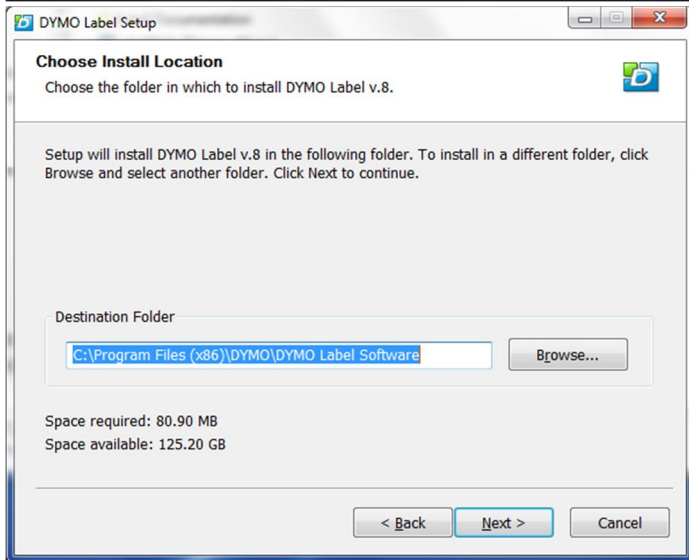 DYMO Label Setup
Choose Install Location
Choose the folder in which to install DYMO Label v.8.
Setup will install DYMO Label v.8 in the following folder. To install in a different folder, click
Browse and select another folder. Click Next to continue.
Destination Folder
C:\Program Files (x86)\DYMO\DYMO Label Software
Browse...
Space required: 80.90 MB
Space available: 125.20 GB
< Back
Next >
Cancel